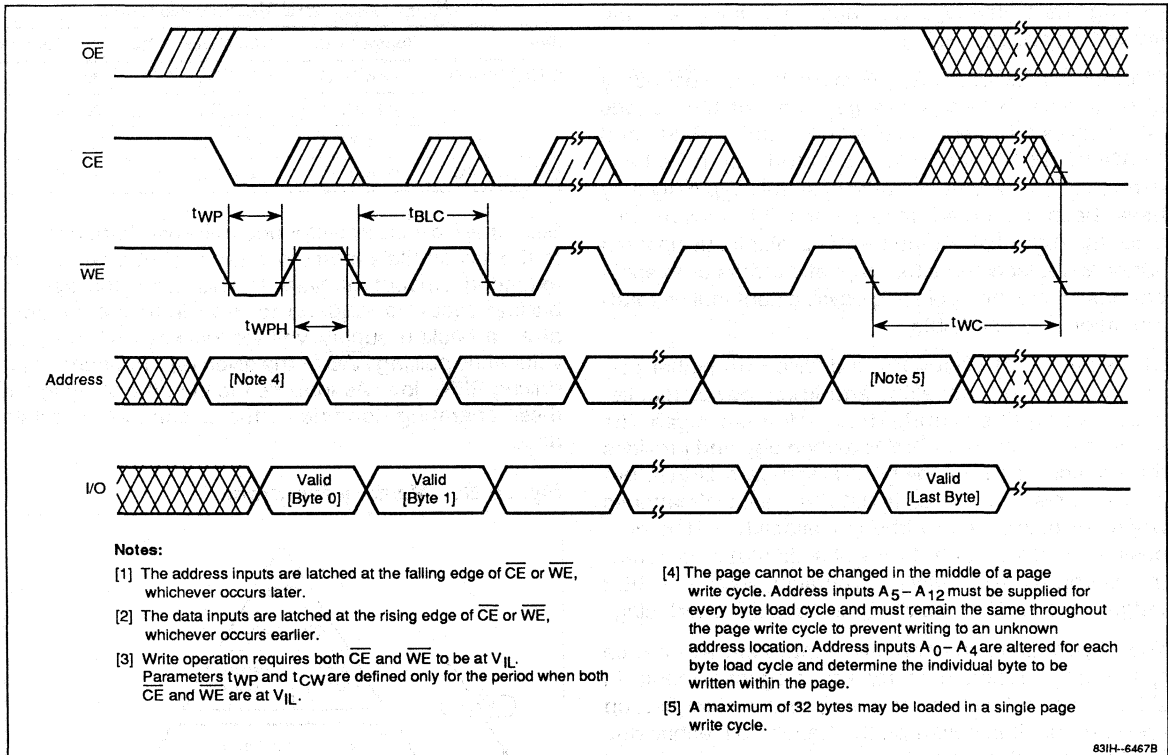 OE
CE
tWP
tBLC
WE
tWPH
tWC
Address
[Note 4]
[Note 5]
I/O
Valid
[Byte 0]
Valid
[Byte 1]
Valid
[Last Byte]
Notes:
[1] The address inputs are latched at the falling edge of CE or WE,
whichever occurs later.
[2] The data inputs are latched at the rising edge of CE or WE,
whichever occurs earlier.
[3] Write operation requires both CE and WE to be at VIL.
Parameters tWP and tCW are defined only for the period when both
CE and WE are at VIL.
[4] The page cannot be changed in the middle of a page
write cycle. Address inputs A5–A12 must be supplied for
every byte load cycle and must remain the same throughout
the page write cycle to prevent writing to an unknown
address location. Address inputs A0–A4 are altered for each
byte load cycle and determine the individual byte to be
written within the page.
[5] A maximum of 32 bytes may be loaded in a single page
write cycle.
83IH--6467B